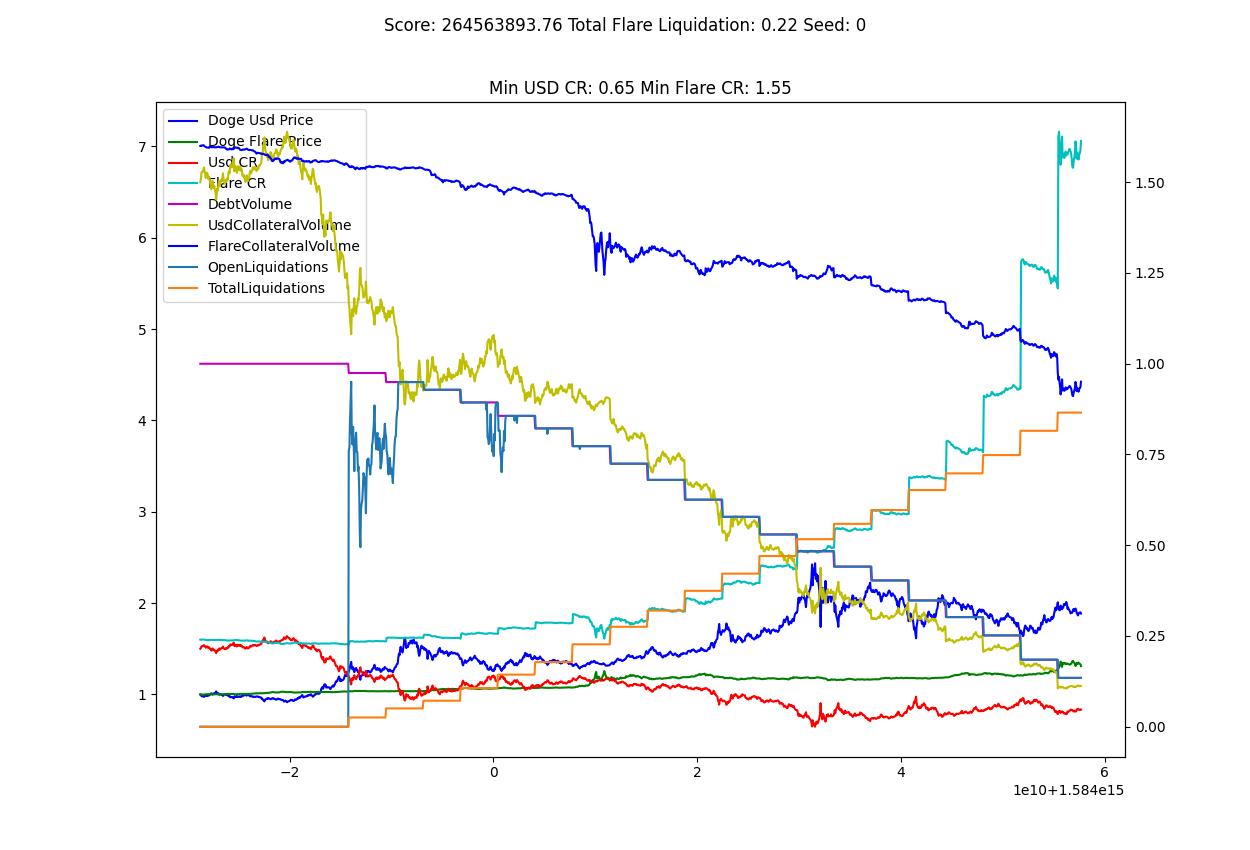 Score: 264563893.76 Total Flare Liquidation: 0.22 Seed: 0
Min USD CR: 0.65 Min Flare CR: 1.55
Doge Usd Price
Doge Flare Price
Usd CR
Flare CR
DebtVolume
UsdCollateralVolume
FlareCollateralVolume
OpenLiquidations
TotalLiquidations
7
6
5
4
3
2
1
1.50
1.25
1.00
0.75
0.50
0.25
0.00
−2 0 2 4 6
1e10+1.584e15